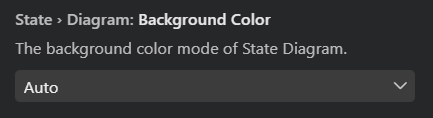 State › Diagram: Background Color
The background color mode of State Diagram.
Auto